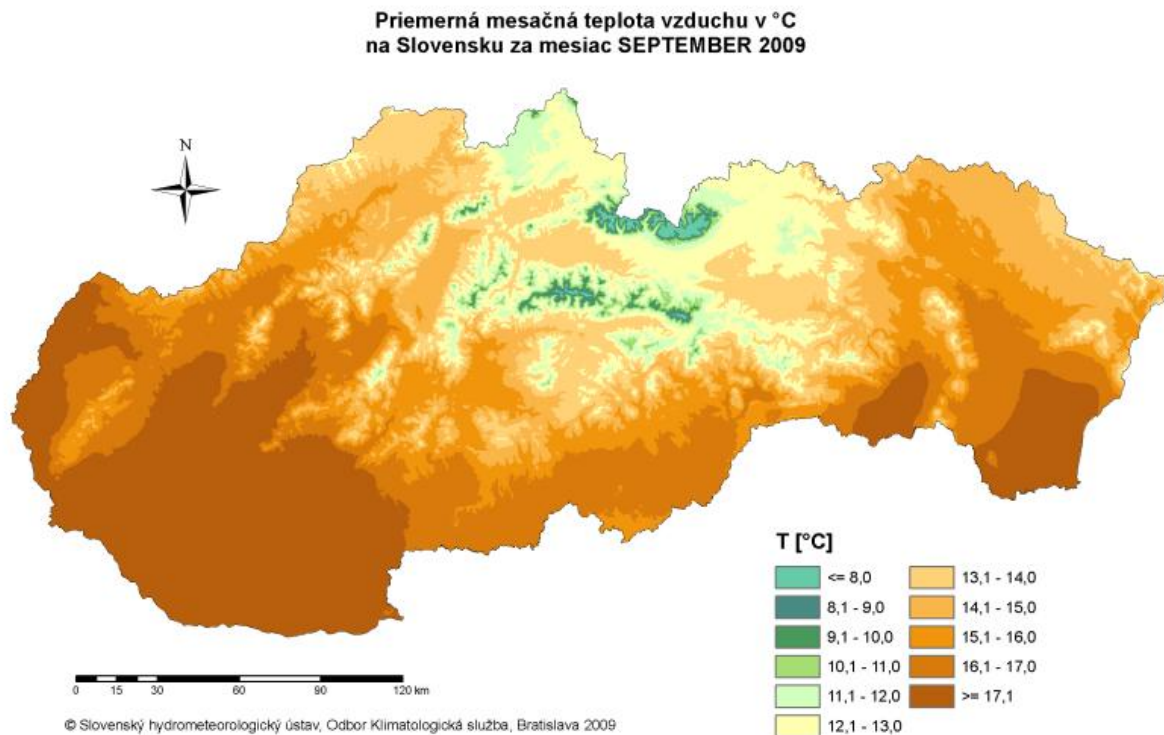 Priemerná mesačná teplota vzduchu v °C
na Slovensku za mesiac SEPTEMBER 2009
N
T [°C]
<= 8,0
8,1 - 9,0
9,1 - 10,0
10,1 - 11,0
11,1 - 12,0
12,1 - 13,0
13,1 - 14,0
14,1 - 15,0
15,1 - 16,0
16,1 - 17,0
>= 17,1
0 15 30 60 90 120 km
© Slovenský hydrometeorologický ústav, Odbor Klimatologická služba, Bratislava 2009